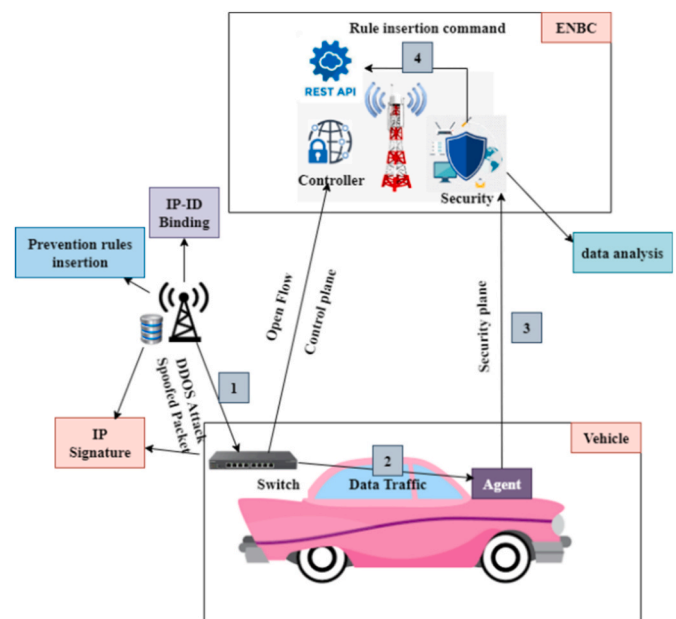 Rule insertion command
ENBC
4
REST API
Controller
Security
IP-ID
Binding
Prevention rules
insertion
data analysis
Open Flow
Control plane
Security plane
3
1
DDOS Attack
Spoofed Packet
IP
Signature
Vehicle
2
Switch
Data Traffic
Agent